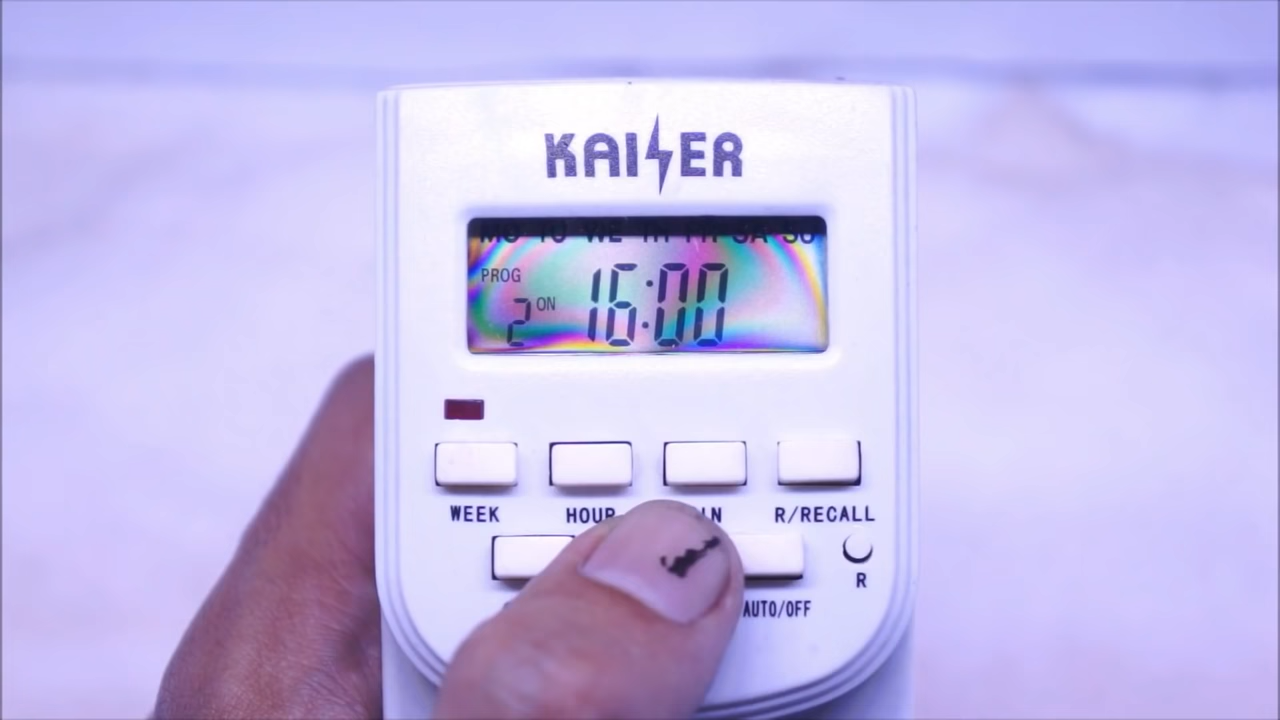 KAISER
MO TU WE TH FR SA SU
PROG
2 ON 16:00
WEEK HOUR R/RECALL
R
AUTO/OFF